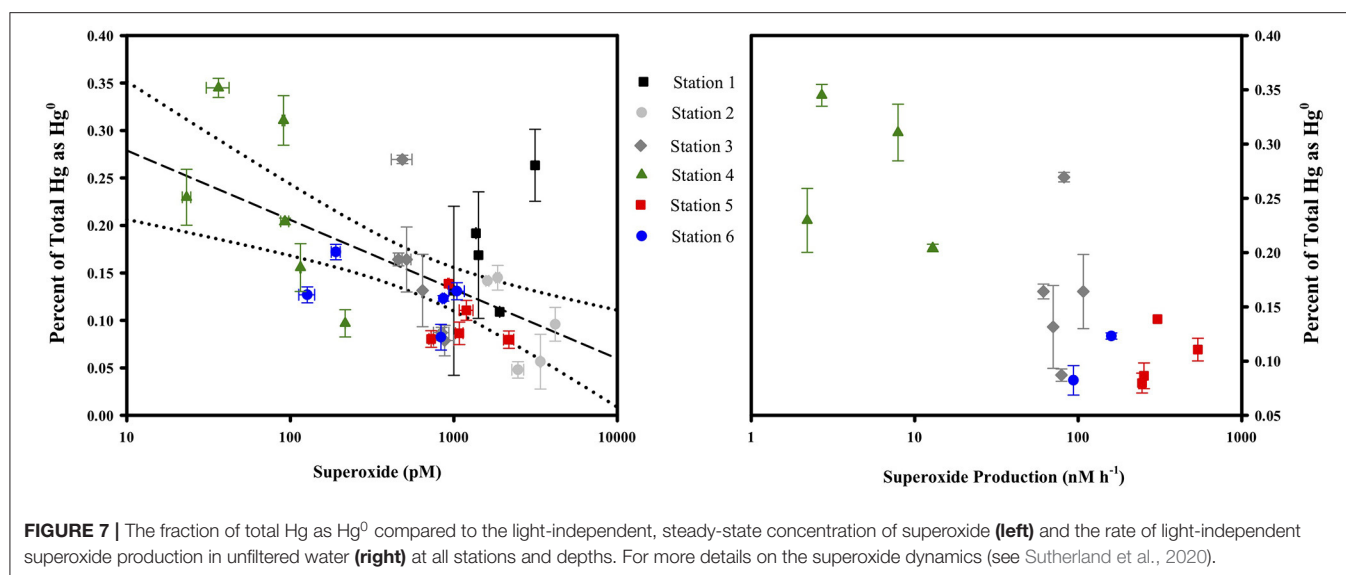 Percent of Total Hg as Hg⁰
0.40
0.35
0.30
0.25
0.20
0.15
0.10
0.05
0.00
10
100
1000
10000
Superoxide (pM)
Station 1
Station 2
Station 3
Station 4
Station 5
Station 6
0.40
0.35
0.30
0.25
0.20
0.15
0.10
0.05
Percent of Total Hg as Hg⁰
1
10
100
1000
Superoxide Production (nM h⁻¹)
FIGURE 7 | The fraction of total Hg as Hg⁰ compared to the light-independent, steady-state concentration of superoxide (left) and the rate of light-independent
superoxide production in unfiltered water (right) at all stations and depths. For more details on the superoxide dynamics (see Sutherland et al., 2020).